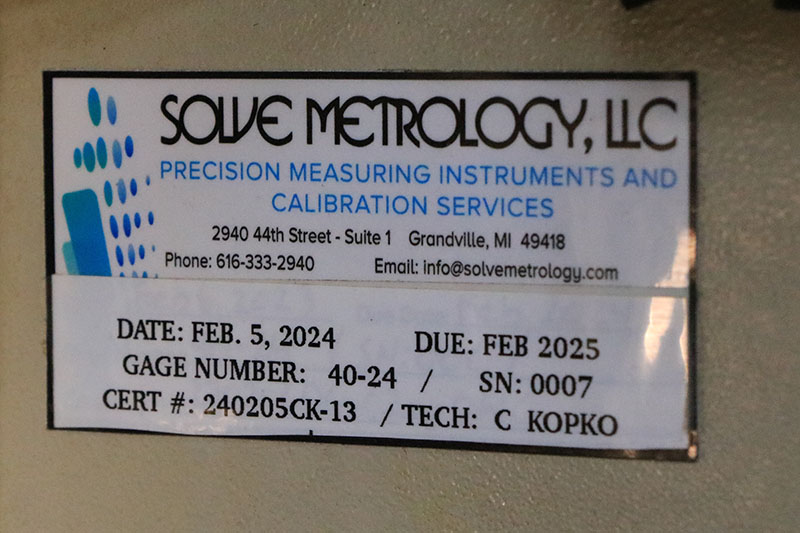 SOLVE METROLOGY, LLC
PRECISION MEASURING INSTRUMENTS AND
CALIBRATION SERVICES
2940 44th Street - Suite 1 Grandville, MI 49418
Phone: 616-333-2940 Email: info@solvemetrology.com
DATE: FEB. 5, 2024 DUE: FEB 2025
GAGE NUMBER: 40-24 / SN: 0007
CERT #: 240205CK-13 / TECH: C KOPKO